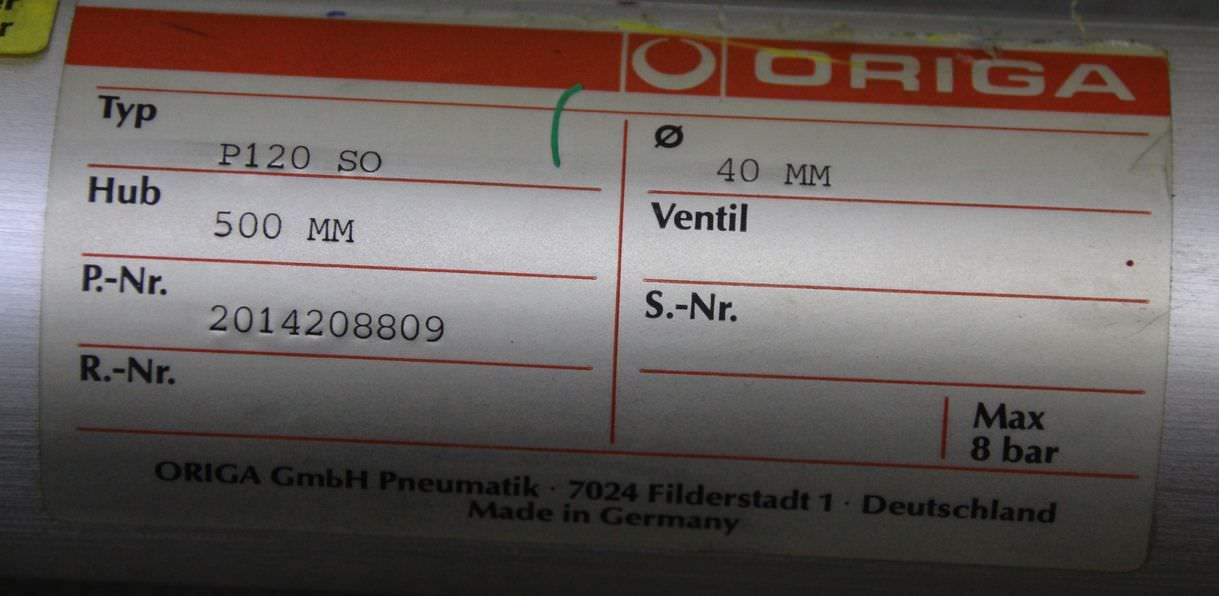 ORIGA
Typ
P120 SO
Ø
40 MM
Hub
500 MM
Ventil
P.-Nr.
2014208809
S.-Nr.
R.-Nr.
Max
8 bar
ORIGA GmbH Pneumatik · 7024 Filderstadt 1 · Deutschland
Made in Germany